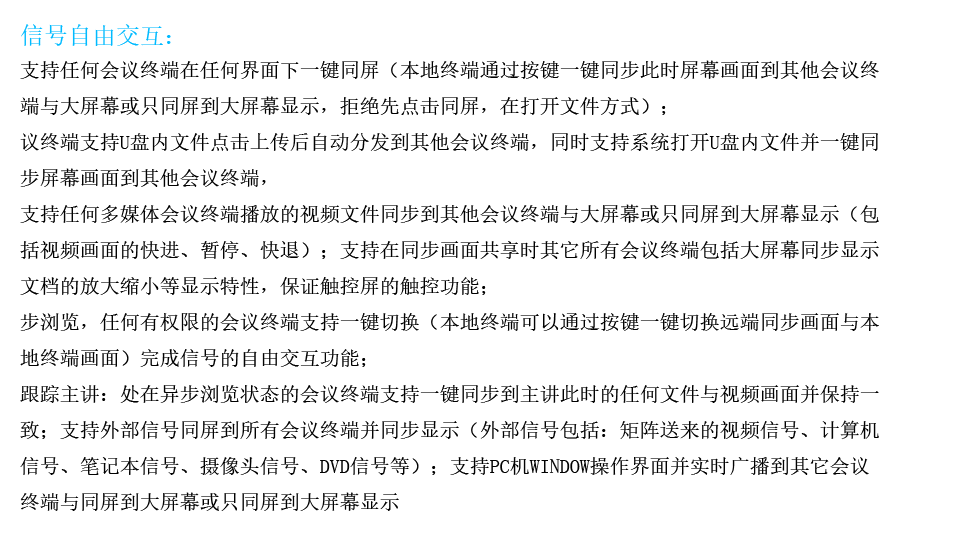 信号自由交互:
支持任何会议终端在任何界面下一键同屏（本地终端通过按键一键同步此时屏幕画面到其他会议终
端与大屏幕或只同屏到大屏幕显示，拒绝先点击同屏，在打开文件方式）；
议终端支持U盘内文件点击上传后自动分发到其他会议终端，同时支持系统打开U盘内文件并一键同
步屏幕画面到其他会议终端，
支持任何多媒体会议终端播放的视频文件同步到其他会议终端与大屏幕或只同屏到大屏幕显示（包
括视频画面的快进、暂停、快退）；支持在同步画面共享时其它所有会议终端包括大屏幕同步显示
文档的放大缩小等显示特性，保证触控屏的触控功能；
步浏览，任何有权限的会议终端支持一键切换（本地终端可以通过按键一键切换远端同步画面与本
地终端画面）完成信号的自由交互功能；
跟踪主讲：处在异步浏览状态的会议终端支持一键同步到主讲此时的任何文件与视频画面并保持一
致；支持外部信号同屏到所有会议终端并同步显示（外部信号包括：矩阵送来的视频信号、计算机
信号、笔记本信号、摄像头信号、DVD信号等）；支持PC机WINDOW操作界面并实时广播到其它会议
终端与同屏到大屏幕或只同屏到大屏幕显示